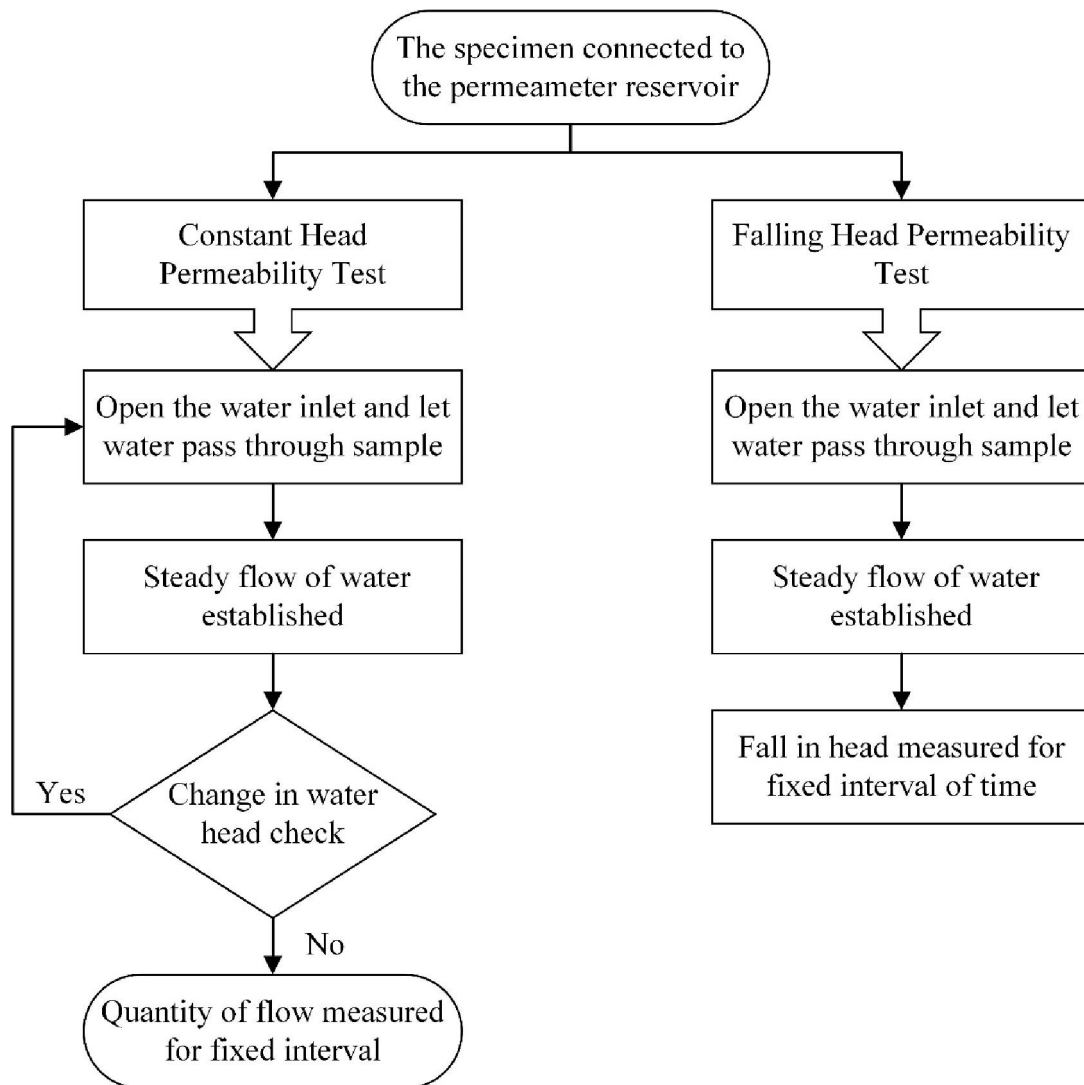 The specimen connected to
the permeameter reservoir
Constant Head
Permeability Test
Open the water inlet and let
water pass through sample
Steady flow of water
established
Change in water
head check
Yes
No
Quantity of flow measured
for fixed interval
Falling Head Permeability
Test
Open the water inlet and let
water pass through sample
Steady flow of water
established
Fall in head measured for
fixed interval of time